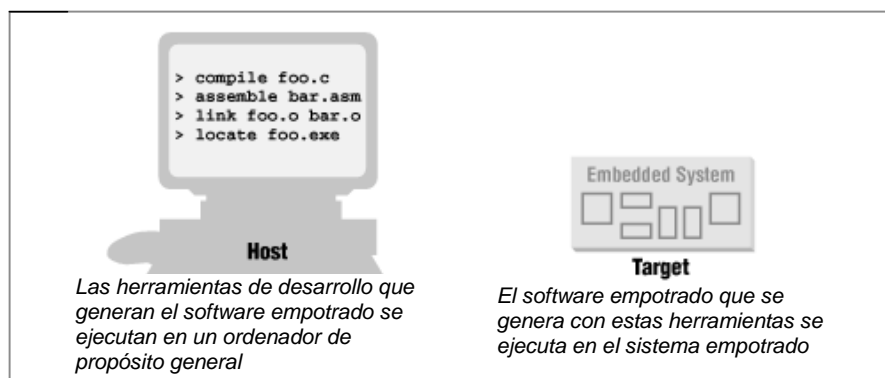 > compile foo.c
> assemble bar.asm
> link foo.o bar.o
> locate foo.exe
Host
Las herramientas de desarrollo que
generan el software empotrado se
ejecutan en un ordenador de
propósito general
Embedded System
Target
El software empotrado que se
genera con estas herramientas se
ejecuta en el sistema empotrado